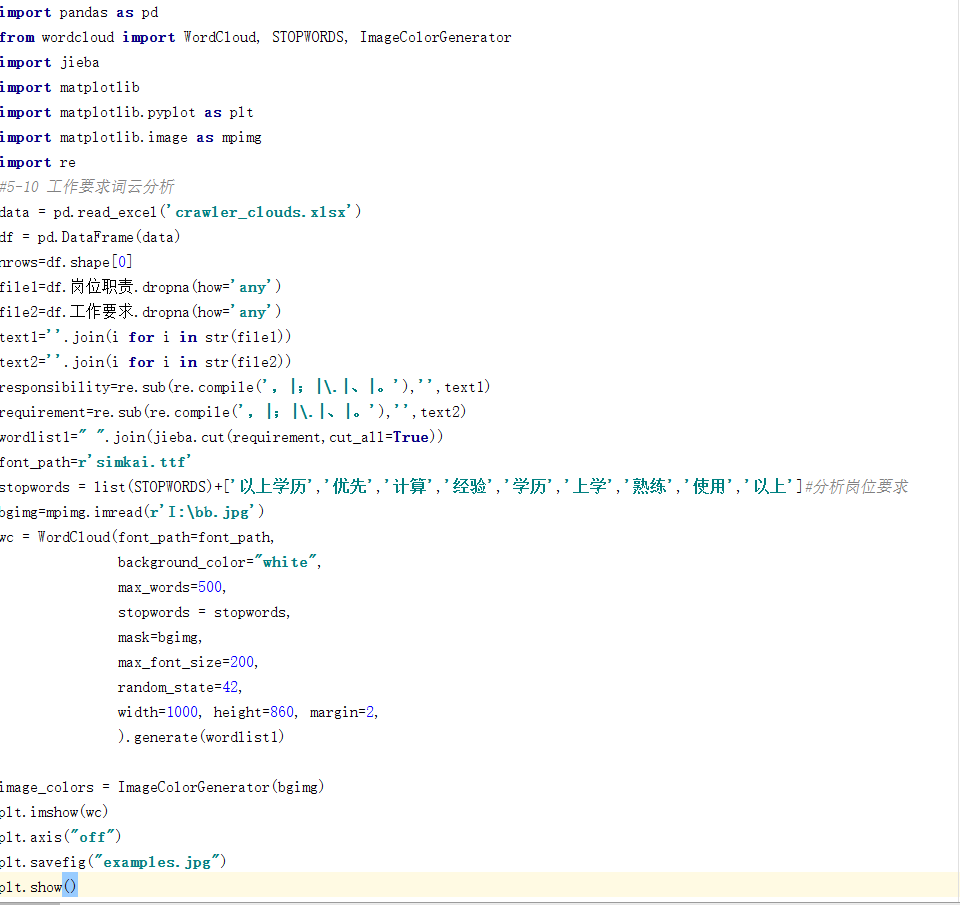 import pandas as pd
from wordcloud import WordCloud, STOPWORDS, ImageColorGenerator
import jieba
import matplotlib
import matplotlib.pyplot as plt
import matplotlib.image as mpimg
import re
#5-10 工作要求词云分析
data = pd.read_excel('crawler_clouds.xlsx')
df = pd.DataFrame(data)
nrows=df.shape[0]
file1=df.岗位职责.dropna(how='any')
file2=df.工作要求.dropna(how='any')
text1=''.join(i for i in str(file1))
text2=''.join(i for i in str(file2))
responsibility=re.sub(re.compile('，|；|\.|、|。'),'',text1)
requirement=re.sub(re.compile('，|；|\.|、|。'),'',text2)
wordlist1=" ".join(jieba.cut(requirement,cut_all=True))
font_path=r'simkai.ttf'
stopwords = list(STOPWORDS)+['以上学历','优先','计算','经验','学历','上学','熟练','使用','以上']#分析岗位要求
bgimg=mpimg.imread(r'I:\bb.jpg')
wc = WordCloud(font_path=font_path,
background_color="white",
max_words=500,
stopwords = stopwords,
mask=bgimg,
max_font_size=200,
random_state=42,
width=1000, height=860, margin=2,
).generate(wordlist1)
image_colors = ImageColorGenerator(bgimg)
plt.imshow(wc)
plt.axis("off")
plt.savefig("examples.jpg")
plt.show()